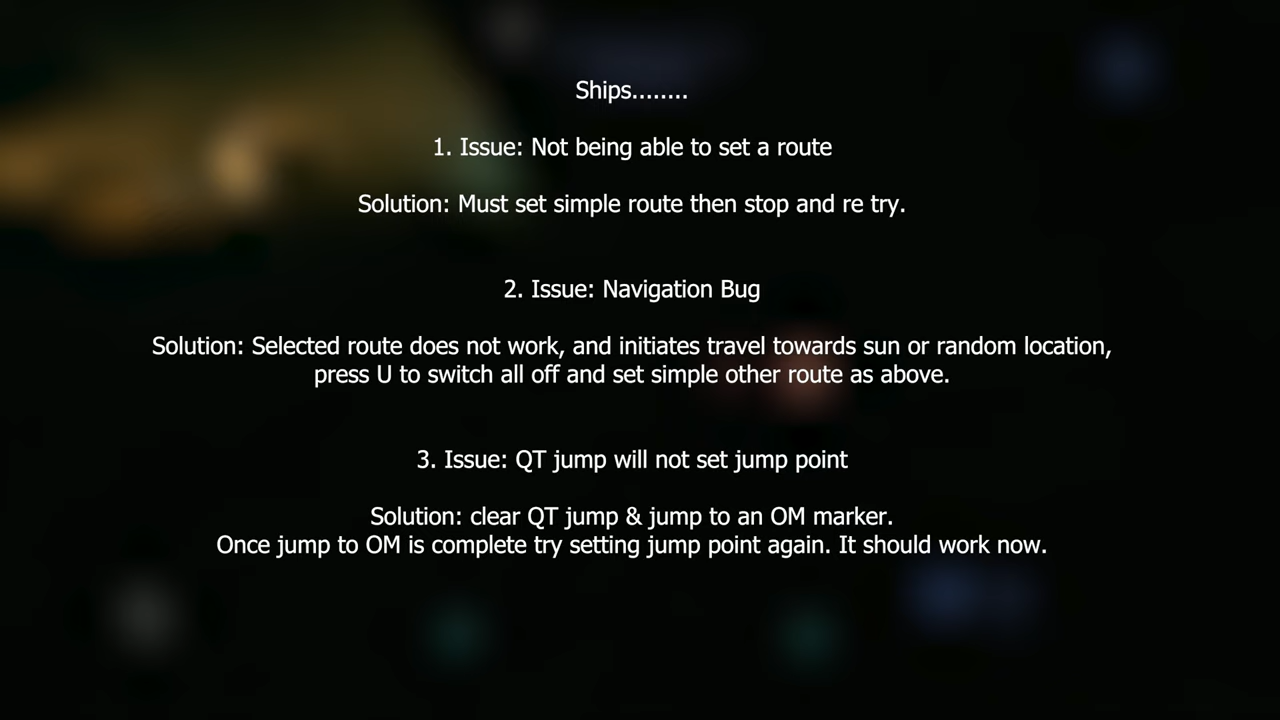 Ships........
1. Issue: Not being able to set a route
Solution: Must set simple route then stop and re try.
2. Issue: Navigation Bug
Solution: Selected route does not work, and initiates travel towards sun or random location,
press U to switch all off and set simple other route as above.
3. Issue: QT jump will not set jump point
Solution: clear QT jump & jump to an OM marker.
Once jump to OM is complete try setting jump point again. It should work now.